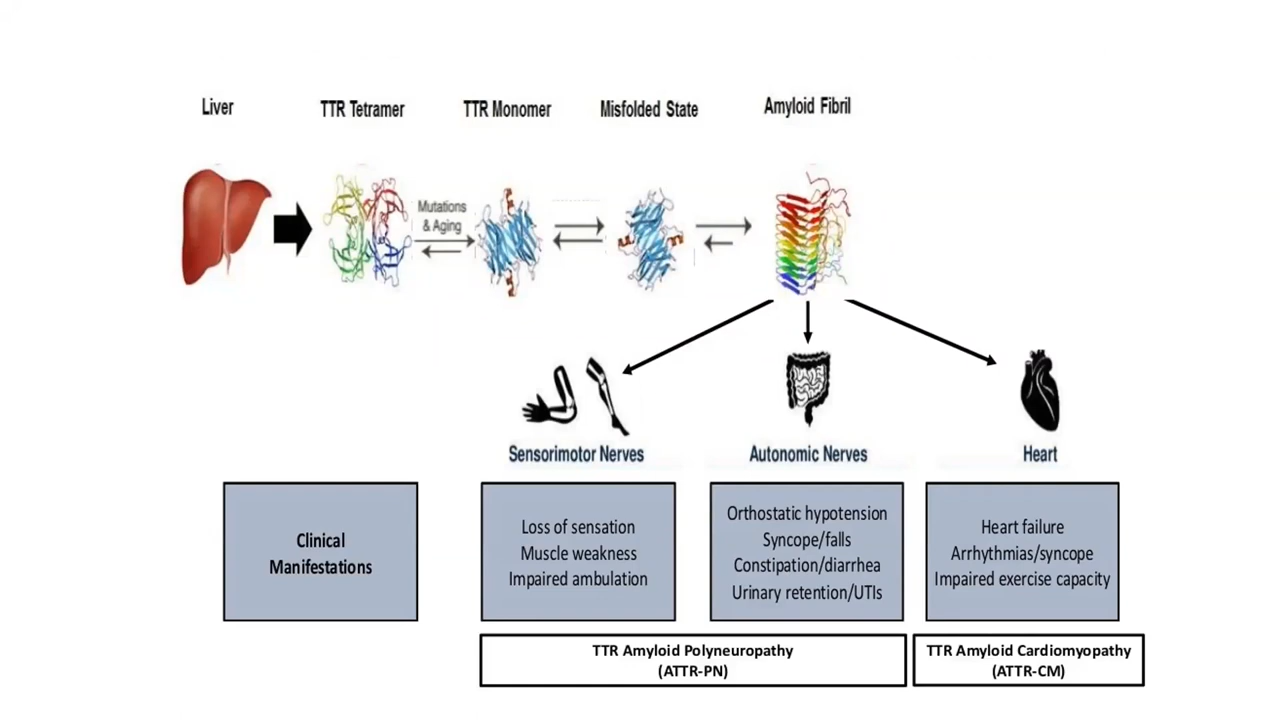 Liver
TTR Tetramer
TTR Monomer
Misfolded State
Amyloid Fibril
Mutations
& Aging
Sensorimotor Nerves
Autonomic Nerves
Heart
Clinical
Manifestations
Loss of sensation
Muscle weakness
Impaired ambulation
Orthostatic hypotension
Syncope/falls
Constipation/diarrhea
Urinary retention/UTIs
Heart failure
Arrhythmias/syncope
Impaired exercise capacity
TTR Amyloid Polyneuropathy
(ATTR-PN)
TTR Amyloid Cardiomyopathy
(ATTR-CM)